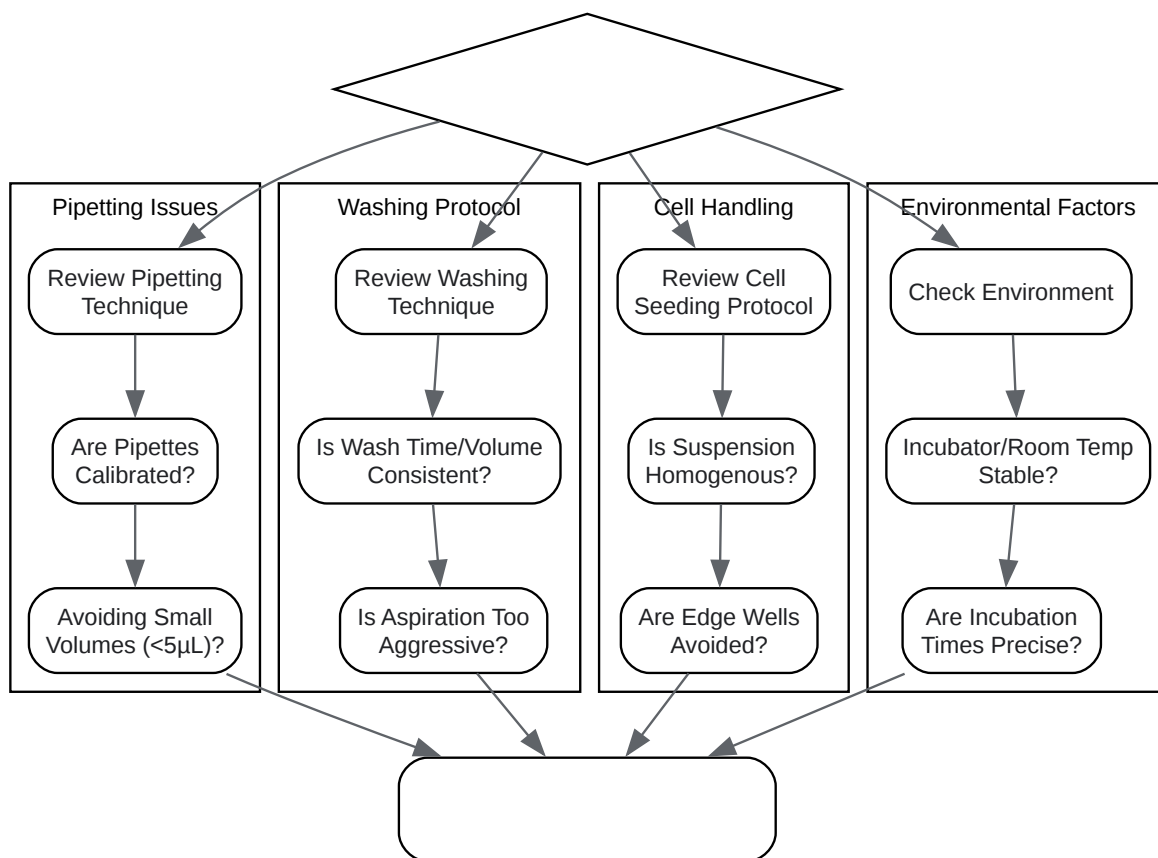 Pipetting Issues
Washing Protocol
Cell Handling
Environmental Factors
Review Pipetting
Technique
Review Washing
Technique
Review Cell
Seeding Protocol
Check Environment
Are Pipettes
Calibrated?
Is Wash Time/Volume
Consistent?
Is Suspension
Homogenous?
Incubator/Room Temp
Stable?
Avoiding Small
Volumes (<5µL)?
Is Aspiration Too
Aggressive?
Are Edge Wells
Avoided?
Are Incubation
Times Precise?